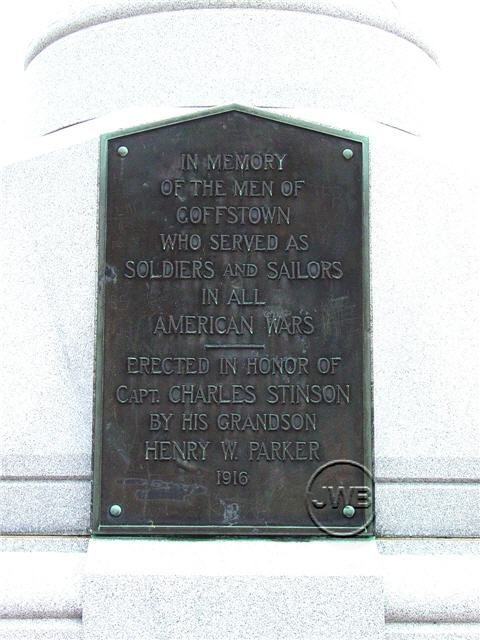 IN MEMORY
OF THE MEN OF
GOFFSTOWN
WHO SERVED AS
SOLDIERS AND SAILORS
IN ALL
AMERICAN WARS
ERECTED IN HONOR OF
CAPT. CHARLES STINSON
BY HIS GRANDSON
HENRY W. PARKER
1916
JWB